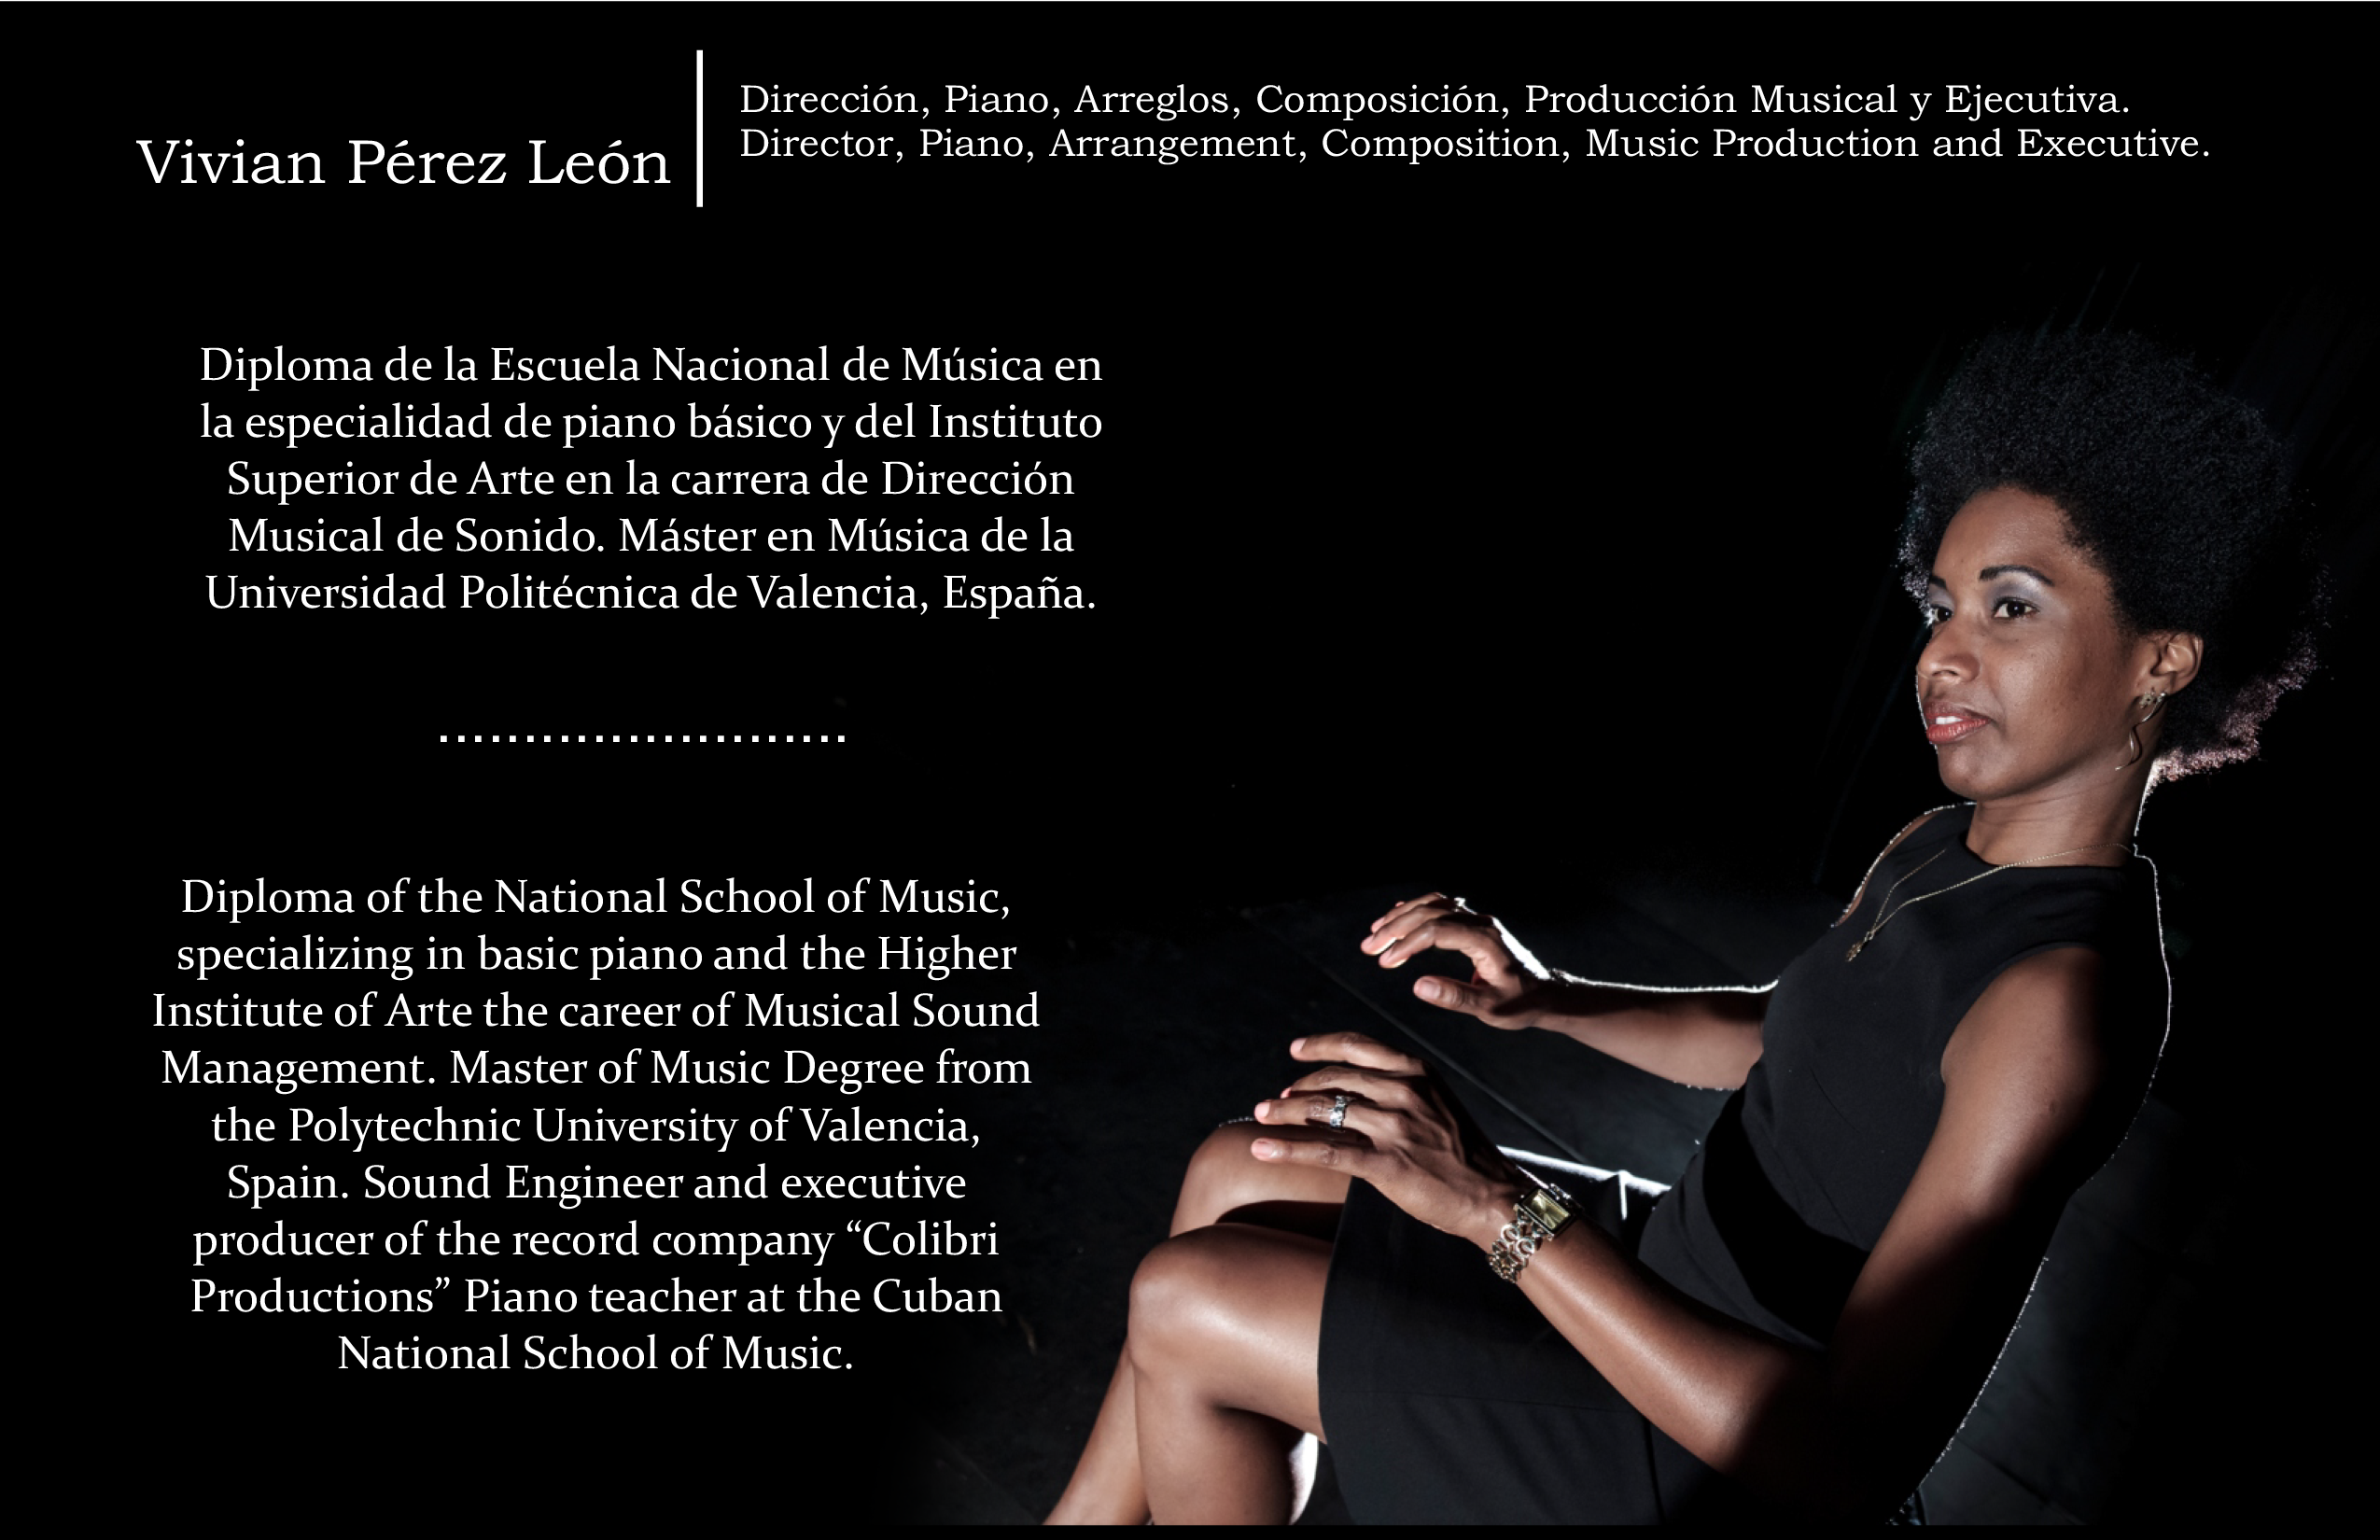 Vivian Pérez León
Dirección, Piano, Arreglos, Composición, Producción Musical y Ejecutiva.
Director, Piano, Arrangement, Composition, Music Production and Executive.
Diploma de la Escuela Nacional de Música en
la especialidad de piano básico y del Instituto
Superior de Arte en la carrera de Dirección
Musical de Sonido. Máster en Música de la
Universidad Politécnica de Valencia, España.
........................
Diploma of the National School of Music,
specializing in basic piano and the Higher
Institute of Arte the career of Musical Sound
Management. Master of Music Degree from
the Polytechnic University of Valencia,
Spain. Sound Engineer and executive
producer of the record company “Colibri
Productions” Piano teacher at the Cuban
National School of Music.